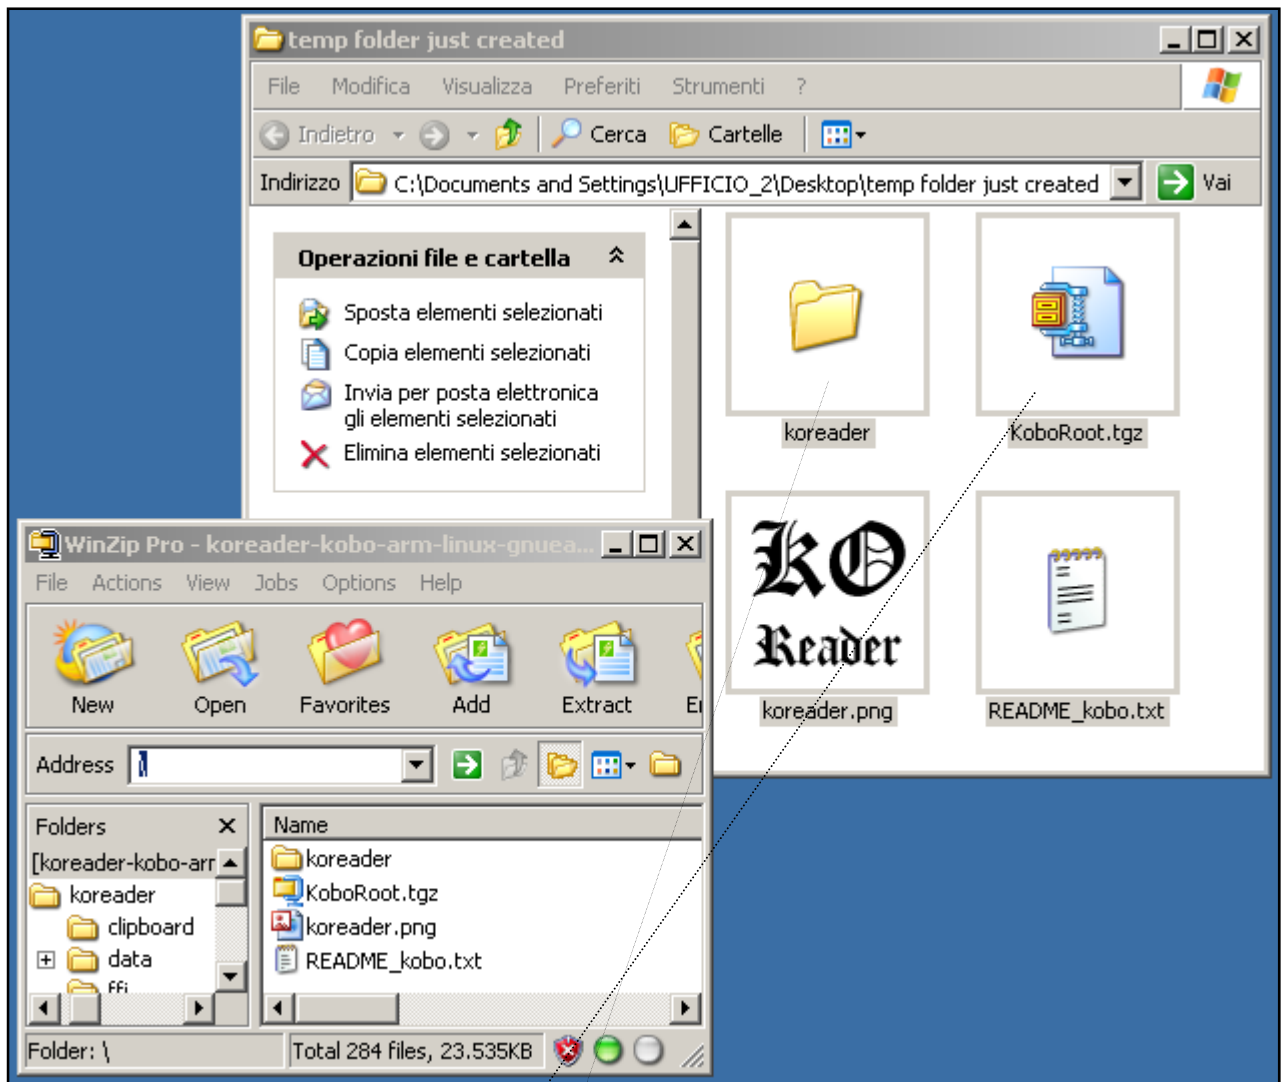 temp folder just created
File Modifica Visualizza Preferiti Strumenti ?
Indietro Cerca Cartelle
Indirizzo C:\Documents and Settings\UFFICIO_2\Desktop\temp folder just created Vai
Operazioni file e cartella
Sposta elementi selezionati
Copia elementi selezionati
Invia per posta elettronica
gli elementi selezionati
Elimina elementi selezionati
koreader KoboRoot.tgz
KO
Reader
koreader.png README_kobo.txt
WinZip Pro - koreader-kobo-arm-linux-gnuea...
File Actions View Jobs Options Help
New Open Favorites Add Extract
Address \
Folders
[koreader-kobo-arr
koreader
clipboard
data
ffi
Name
koreader
KoboRoot.tgz
koreader.png
README_kobo.txt
Folder: \ Total 284 files, 23.535KB